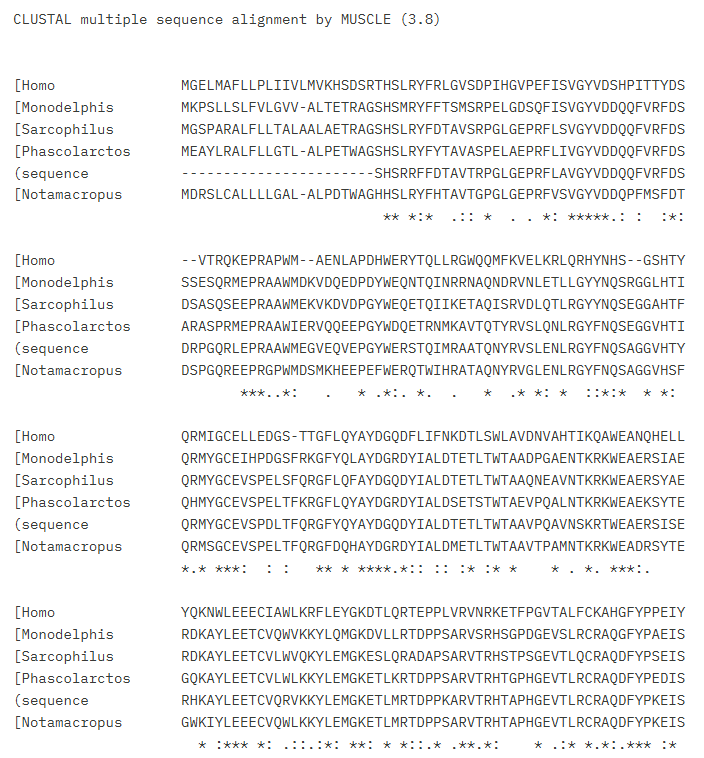 CLUSTAL multiple sequence alignment by MUSCLE (3.8)
[Homo MGELMAFLLPLIIVLMVKHSDSRTHSLRYFRLGVSDPIHGVPEFISVGYVDSHPITTYDS
[Monodelphis MKPSLLSLFVLGVV-ALTETRAGSHSMRYFFTSMSRPELGDSQFISVGYVDDQQFVRFDS
[Sarcophilus MGSPARALFLLTALAALAETRAGSHSLRYFDTAVSRPGLGEPRFLSVGYVDDQQFVRFDS
[Phascolarctos MEAYLRALFLLGTL-ALPETWAGSHSLRYFYTAVASPELAEPRFLIVGYVDDQQFVRFDS
(sequence -----------------------SHSRRFFDTAVTRPGLGEPRFLAVGYVDDQQFVRFDS
[Notamacropus MDRSLCALLLLGAL-ALPDTWAGHHSLRYFHTAVTGPGLGEPRFVSVGYVDDQPFMSFDT
** *:* .:: * . . *: *****.: : :*:
[Homo --VTRQKEPRAPWM--AENLAPDHWERYTQLLRGWQQMFKVELKRLQRHYNHS--GSHTY
[Monodelphis SSESQRMEPRAAWMDKVDQEDPDYWEQNTQINRRNAQNDRVNLETLLGYYNQSRGGLHTI
[Sarcophilus DSASQSEEPRAAWMEKVKDVDPGYWEQETQIIKETAQISRVDLQTLRGYYNQSEGGAHTF
[Phascolarctos ARASPRMEPRAAWIERVQQEEPGYWDQETRNMKAVTQTYRVSLQNLRGYFNQSEGGVHTI
(sequence DRPGQRLEPRAAWMEGVEQVEPGYWERSTQIMRAATQNYRVSLENLRGYFNQSAGGVHTY
[Notamacropus DSPGQREEPRGPWMDSMKHEEPEFWERQTWIHRATAQNYRVGLENLRGYFNQSAGGVHSF
***..*: . * .*:. *. . * .* *: * ::*:* * *:
[Homo QRMIGCELLEDGS-TTGFLQYAYDGQDFLIFNKDTLSWLAVDNVAHTIKQAWEANQHELL
[Monodelphis QRMYGCEIHPDGSFRKGFYQLAYDGRDYIALDTETLTWTAADPGAENTKRKWEAERSIAE
[Sarcophilus QRMYGCEVSPELSFQRGFLQFAYDGQDYIALDTETLTWTAAQNEAVNTKRKWEAERSYAE
[Phascolarctos QHMYGCEVSPELTFKRGFLQYAYDGRDYIALDSETSTWTAEVPQALNTKRKWEAEKSYTE
(sequence QRMYGCEVSPDLTFQRGFYQYAYDGQDYIALDTETLTWTAAVPQAVNSKRTWEAERSISE
[Notamacropus QRMSGCEVSPELTFQRGFDQHAYDGRDYIALDMETLTWTAAVTPAMNTKRKWEADRSYTE
*.* ***: : : ** * ****.*:: :: :* :* * * . *. ***:.
[Homo YQKNWLEEECIAWLKRFLEYGKDTLQRTEPPLVRVNRKETFPGVTALFCKAHGFYPPEIY
[Monodelphis RDKAYLEETCVQWVKKYLQMGKDVLLRTDPPSARVSRHSGPDGEVSLRCRAQGFYPAEIS
[Sarcophilus RDKAYLEETCVLWVQKYLEMGKESLQRADAPSARVTRHSTPSGEVTLQCRAQDFYPSEIS
[Phascolarctos GQKAYLEETCVLWLKKYLEMGKETLKRTDPPSARVTRHTGPHGEVTLRCRAQDFYPEDIS
(sequence RHKAYLEETCVQRVKKYLEMGKETLMRTDPPKARVTRHTAPHGEVTLRCRAQDFYPKEIS
[Notamacropus GWKIYLEEECVQWLKKYLEMGKETLMRTDPPSARVTRHTAPHGEVTLRCRAQDFYPSEIS
* :*** *: .::.:*: **: * *::.* .**.*: * .:* *.*:.*** :*